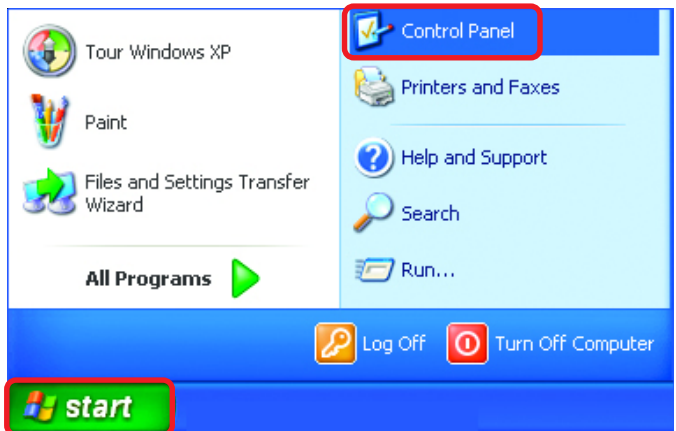 Tour Windows XP
Paint
Files and Settings Transfer
Wizard
All Programs
Control Panel
Printers and Faxes
Help and Support
Search
Run...
Log Off
Turn Off Computer
start